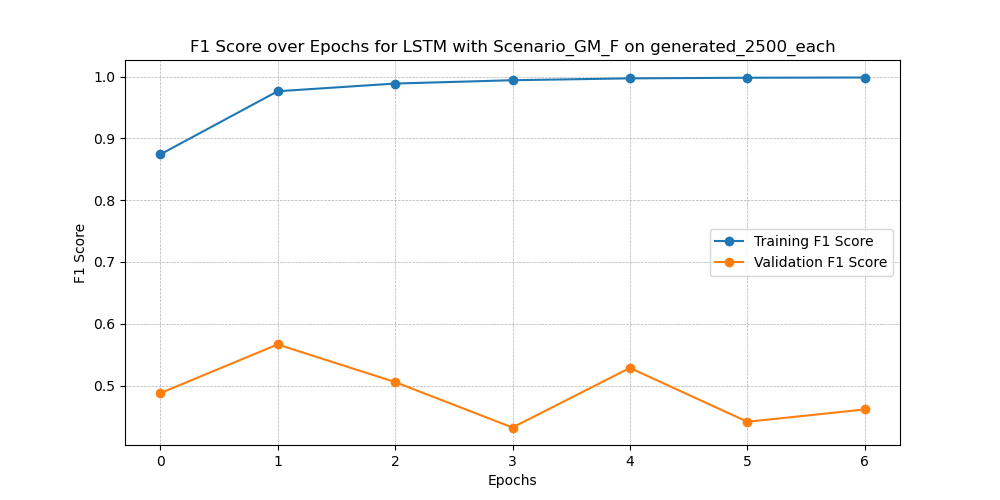 F1 Score over Epochs for LSTM with Scenario_GM_F on generated_2500_each
1.0
0.9
0.8
0.7
0.6
0.5
F1 Score
Training F1 Score
Validation F1 Score
0 1 2 3 4 5 6
Epochs